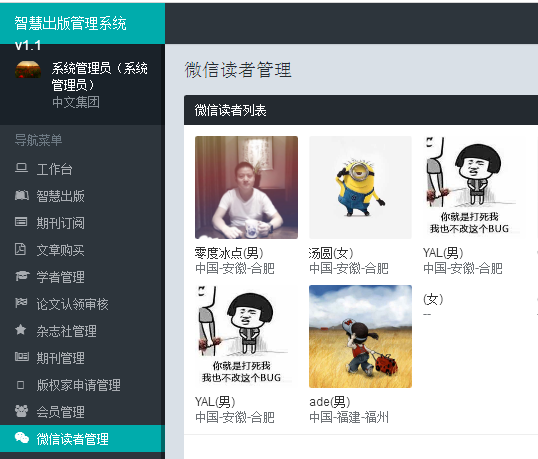 智慧出版管理系统
v1.1
系统管理员（系统
管理员）
中文集团
导航菜单
工作台
智慧出版
期刊订阅
文章购买
学者管理
论文认领审核
杂志社管理
期刊管理
版权家申请管理
会员管理
微信读者管理
微信读者管理
微信读者列表
零度冰点(男)
中国-安徽-合肥
汤圆(女)
中国-安徽-合肥
你就是打死我
我也不改这个BUG
YAL(男)
中国-安徽-合肥
你就是打死我
我也不改这个BUG
YAL(男)
中国-安徽-合肥
ade(男)
中国-福建-福州
(女)
--